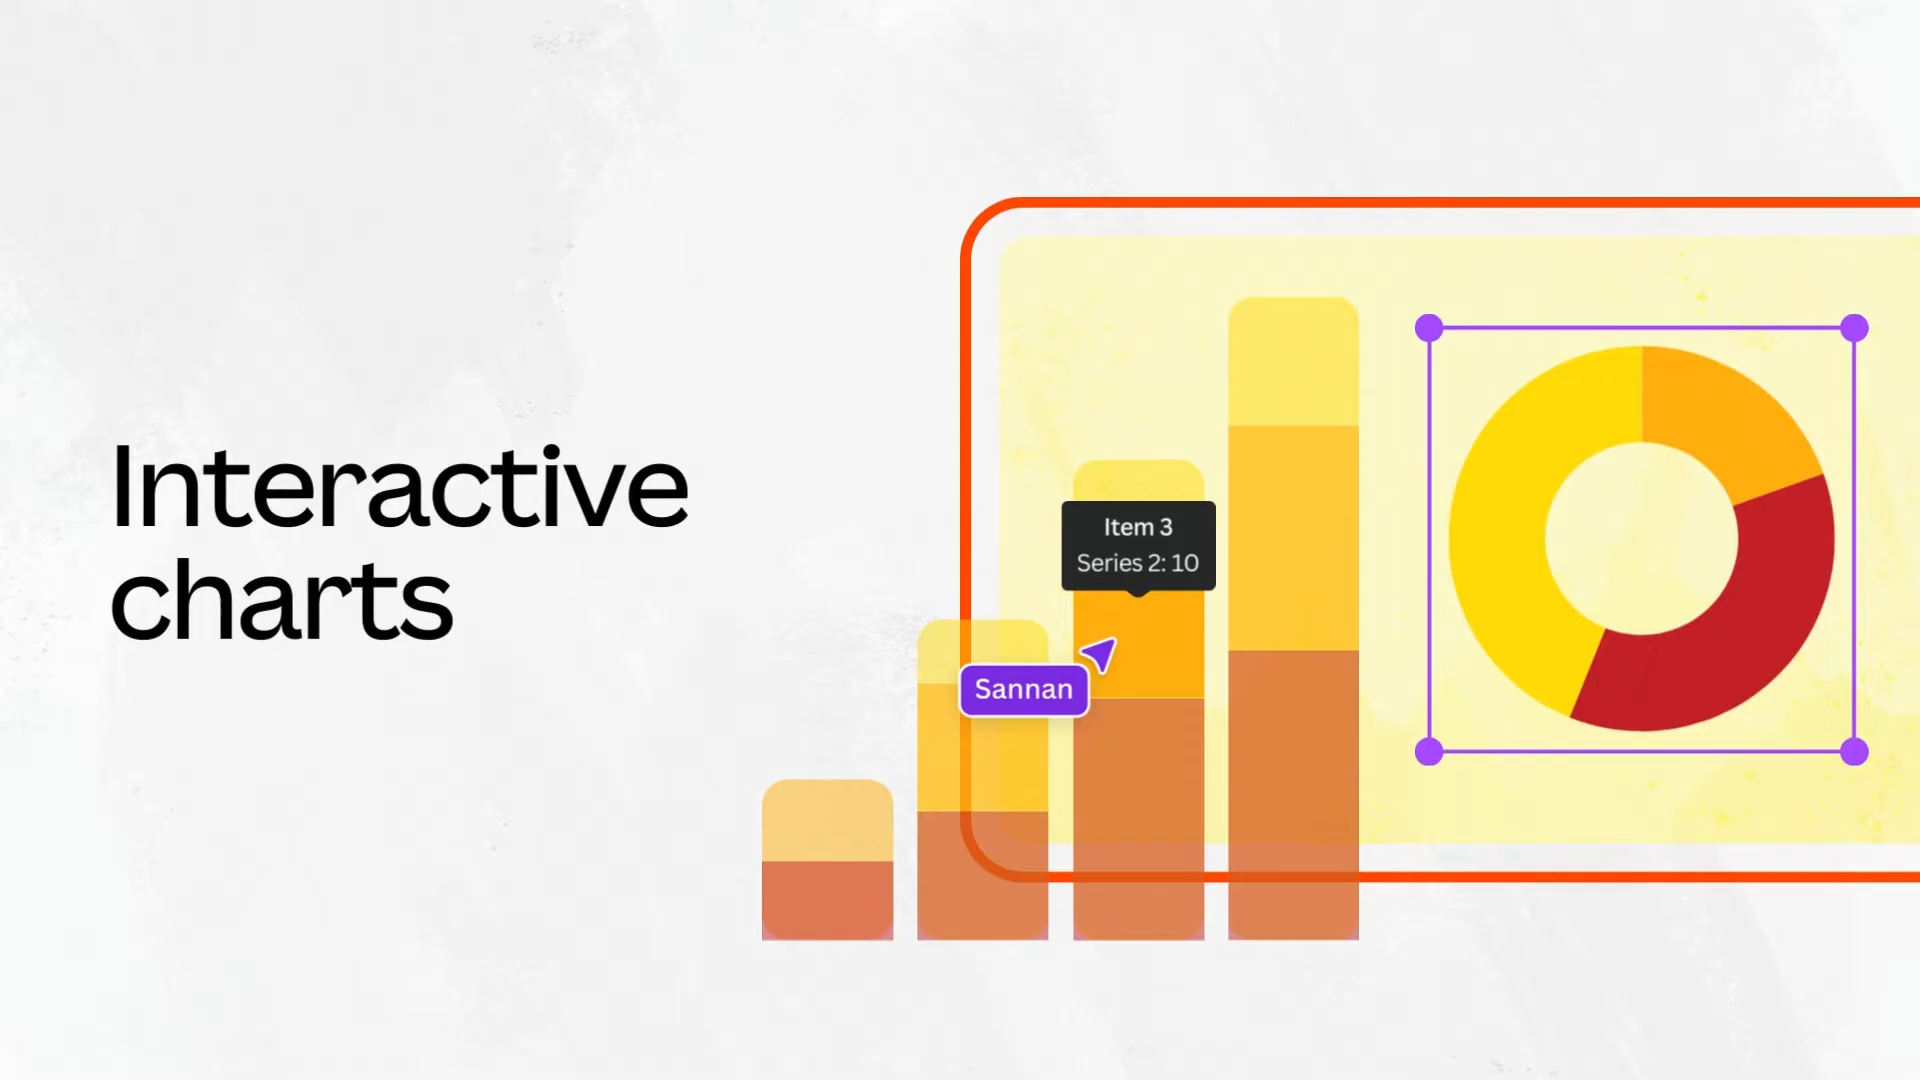 Interactive
charts
Item 3
Series 2: 10
Sannan